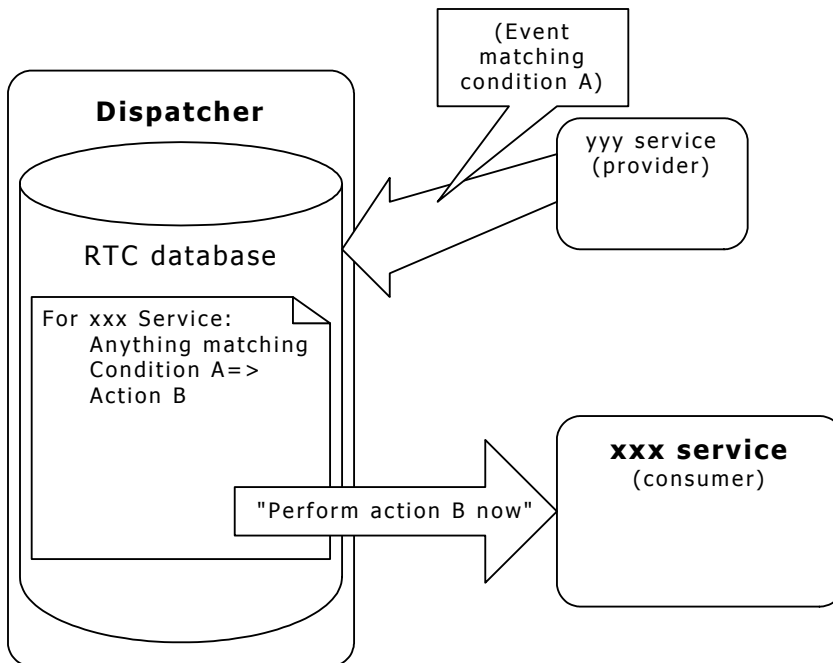 (Event
matching
condition A)
Dispatcher
yyy service
(provider)
RTC database
For xxx Service:
Anything matching
Condition A=>
Action B
xxx service
(consumer)
"Perform action B now"